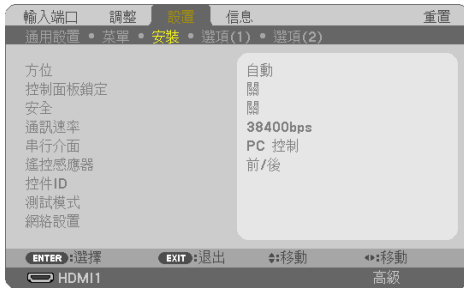 輸入端口 調整 設置 信息 重置
通用設置 • 菜單 • 安裝 • 選項(1) • 選項(2)
方位 自動
控制面板鎖定 關
安全 關
通訊速率 38400bps
串行介面 PC 控制
遙控感應器 前/後
控件ID
測試模式
網絡設置
ENTER:選擇 EXIT:退出 :移動 :移動
HDMI1 高級